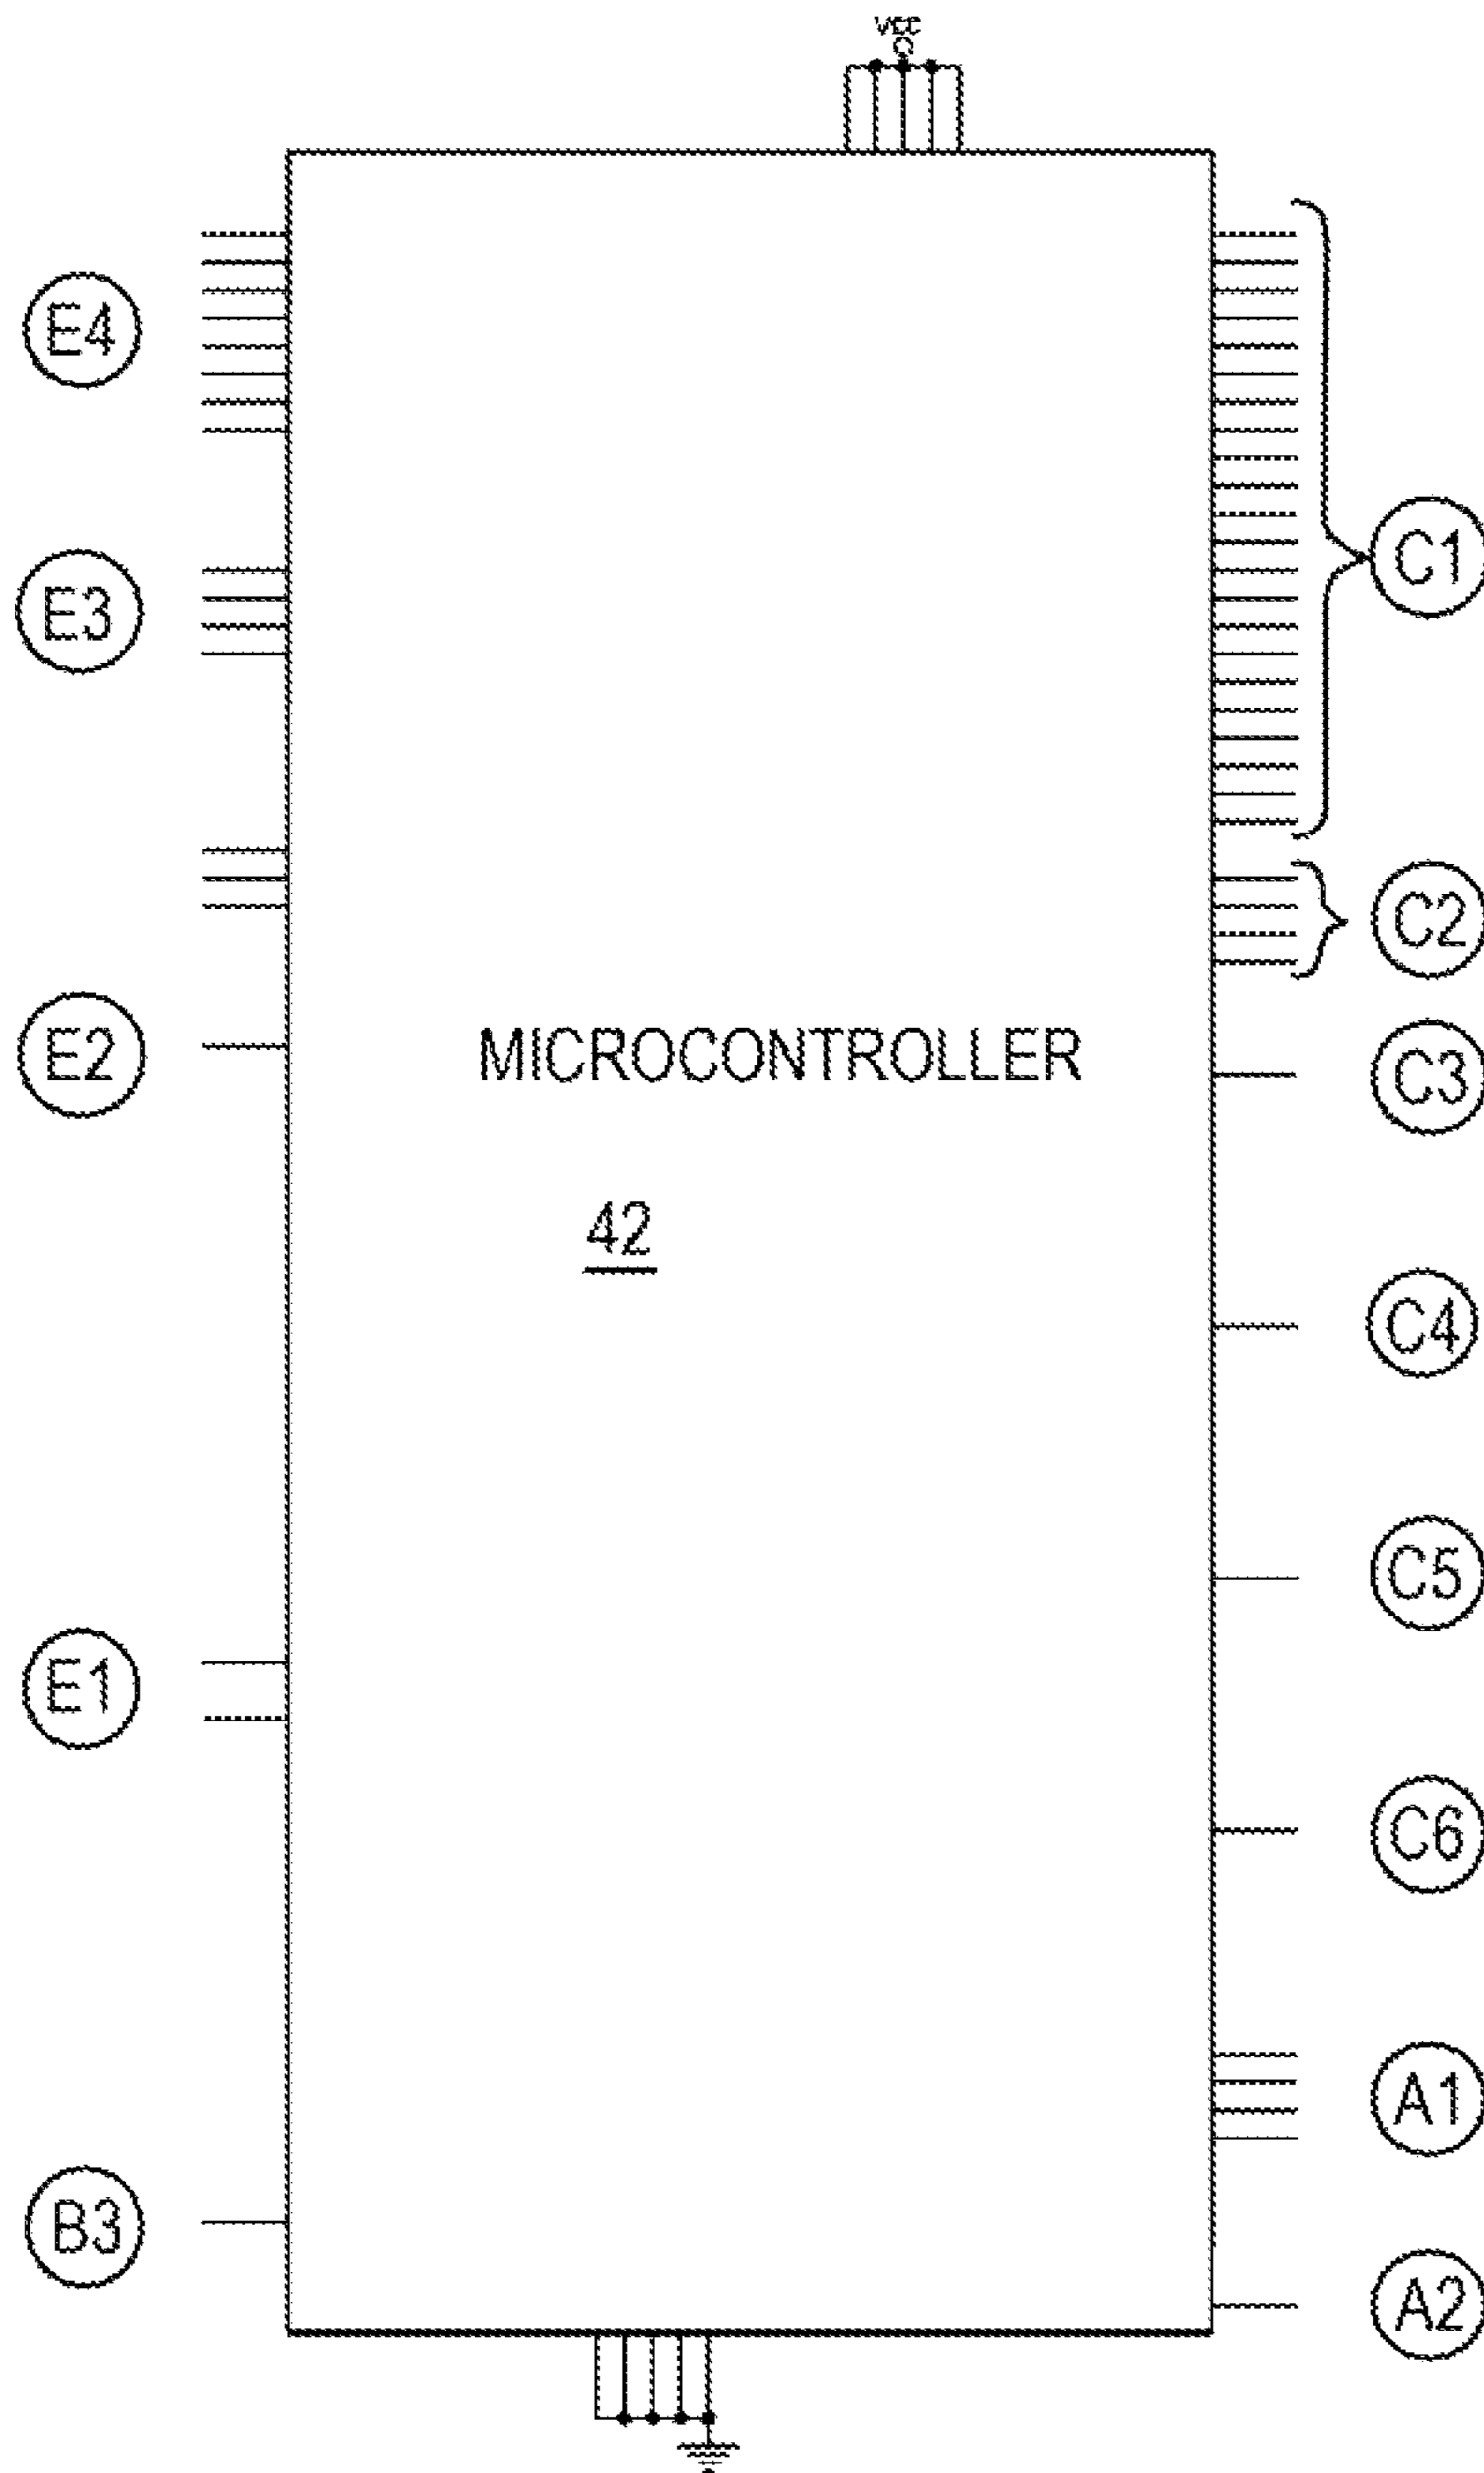 VCC
E4
C1
E3
C2
E2
MICROCONTROLLER
C3
42
C4
C5
E1
C6
A1
B3
A2